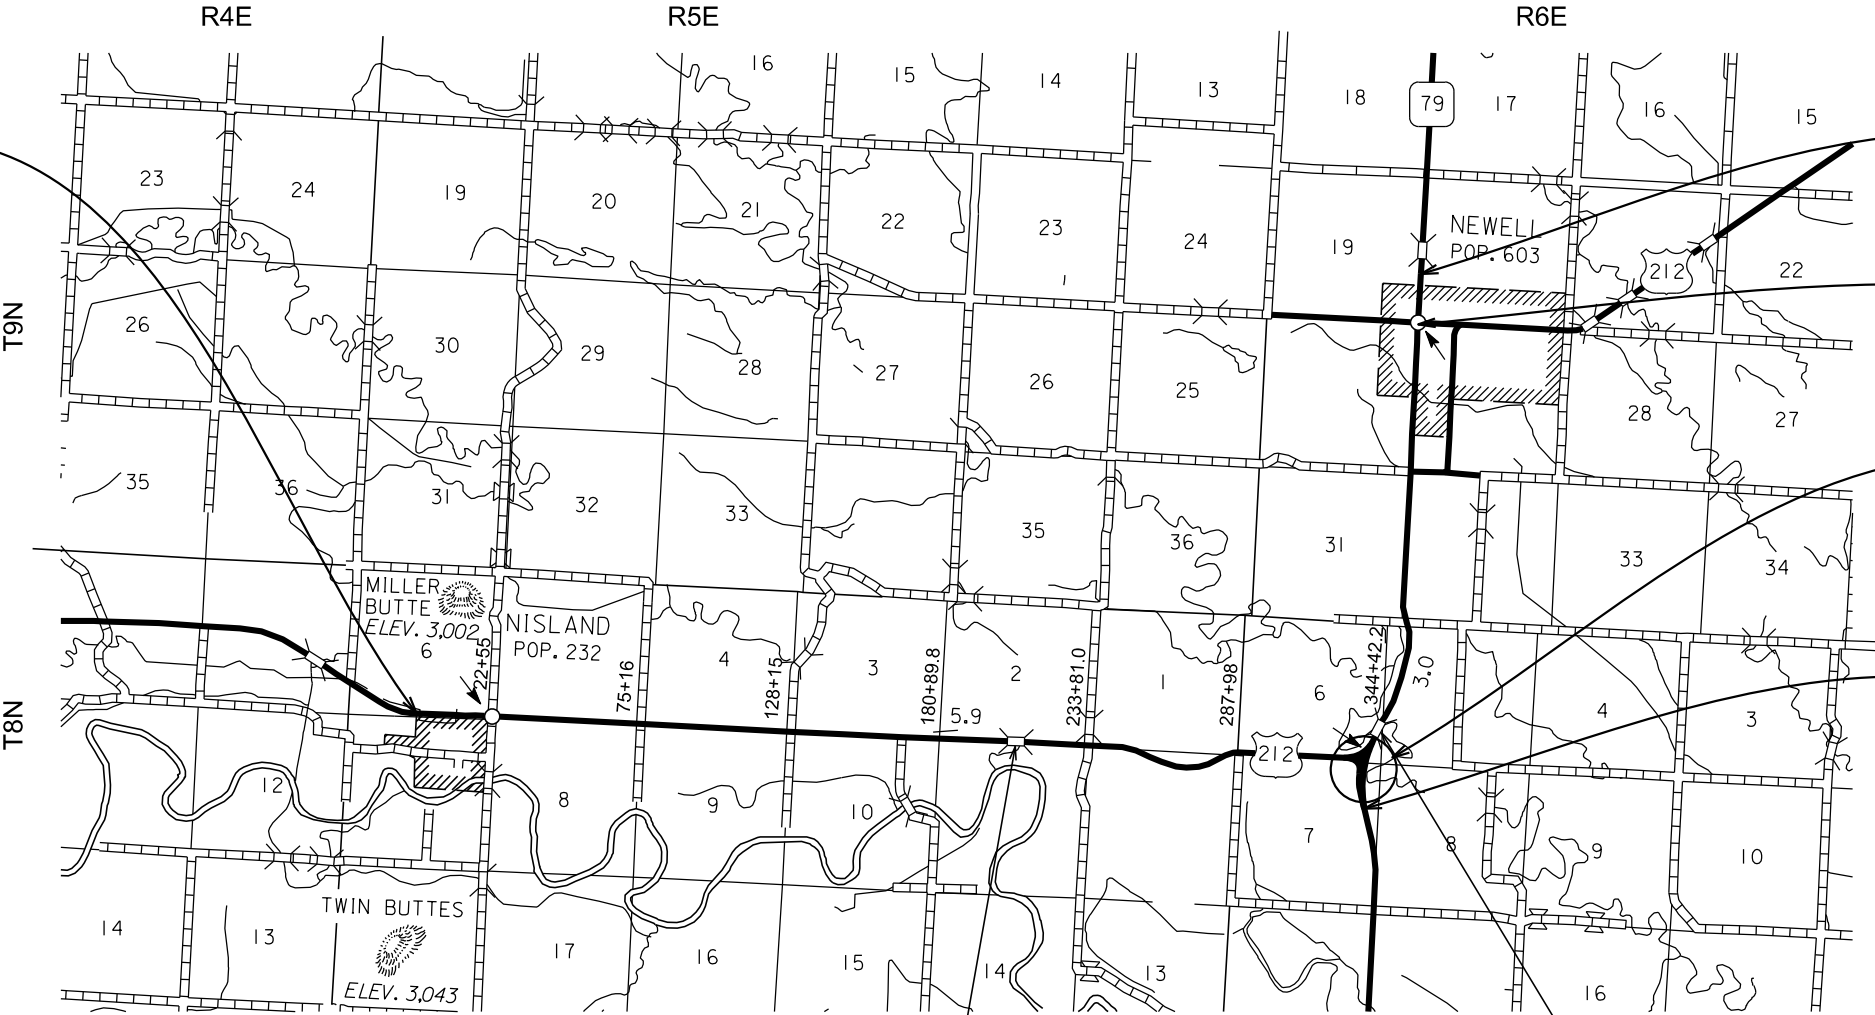 R4E R5E R6E
16 15 14 13 18 79 17 16 15
T9N
23 24 19 20 21 22 23 24 19 NEWELL 22
POP. 603
212
26 30 29 28 27 26 25 28 27
35 36 31 32 33 35 36 31 33 34
T8N
MILLER
BUTTE
ELEV. 3,002
6
NISLAND
POP. 232
22+55 75+16 128+15 180+89.8 233+81.0 287+98 344+42.2
4 3 2 1 6 3.0 4 3
5.9
212
12 8 9 10 7 8 9 10
TWIN BUTTES
ELEV. 3,043
14 13 17 16 15 14 13 16